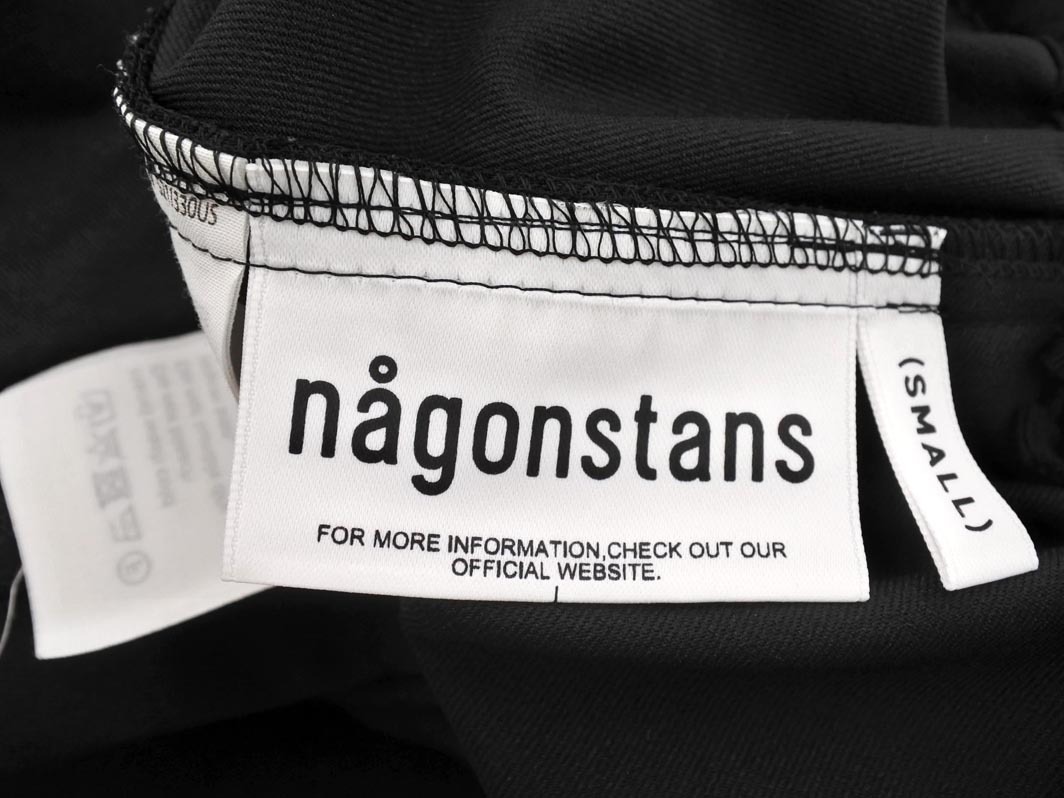 någonstans
FOR MORE INFORMATION,CHECK OUT OUR
OFFICIAL WEBSITE.
(SMALL)